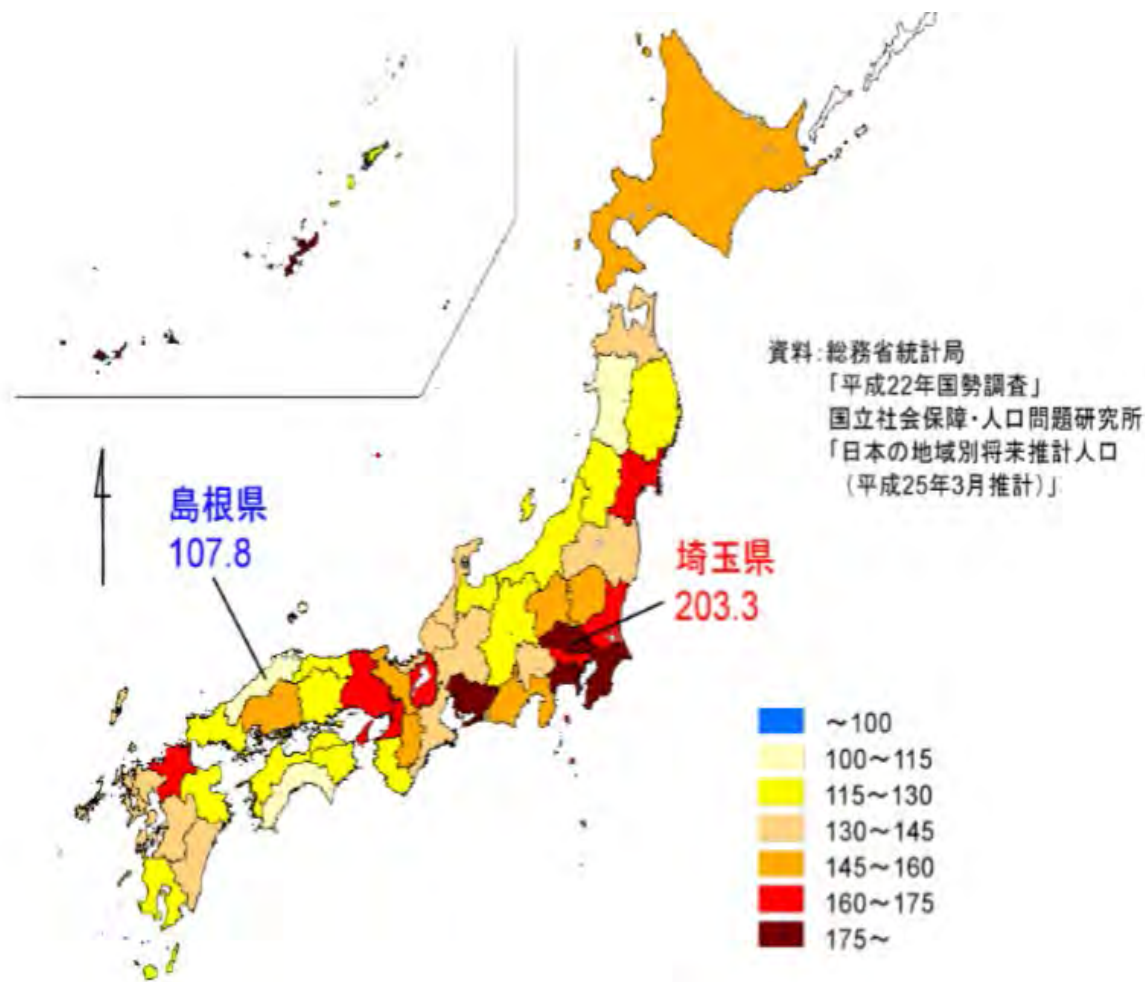 資料:総務省統計局
「平成22年国勢調査」
国立社会保障・人口問題研究所
「日本の地域別将来推計人口
(平成25年3月推計)」
島根県
107.8
埼玉県
203.3
～100
100～115
115～130
130～145
145～160
160～175
175～